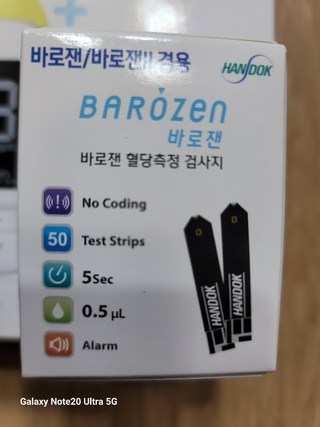 바로잰/바로잰II 겸용
HANDOK
BAROZEN
바로잰
바로잰 혈당측정 검사지
No Coding
50
Test Strips
5Sec
0.5 μL
Alarm
HANDOK
HANDOK
Galaxy Note20 Ultra 5G